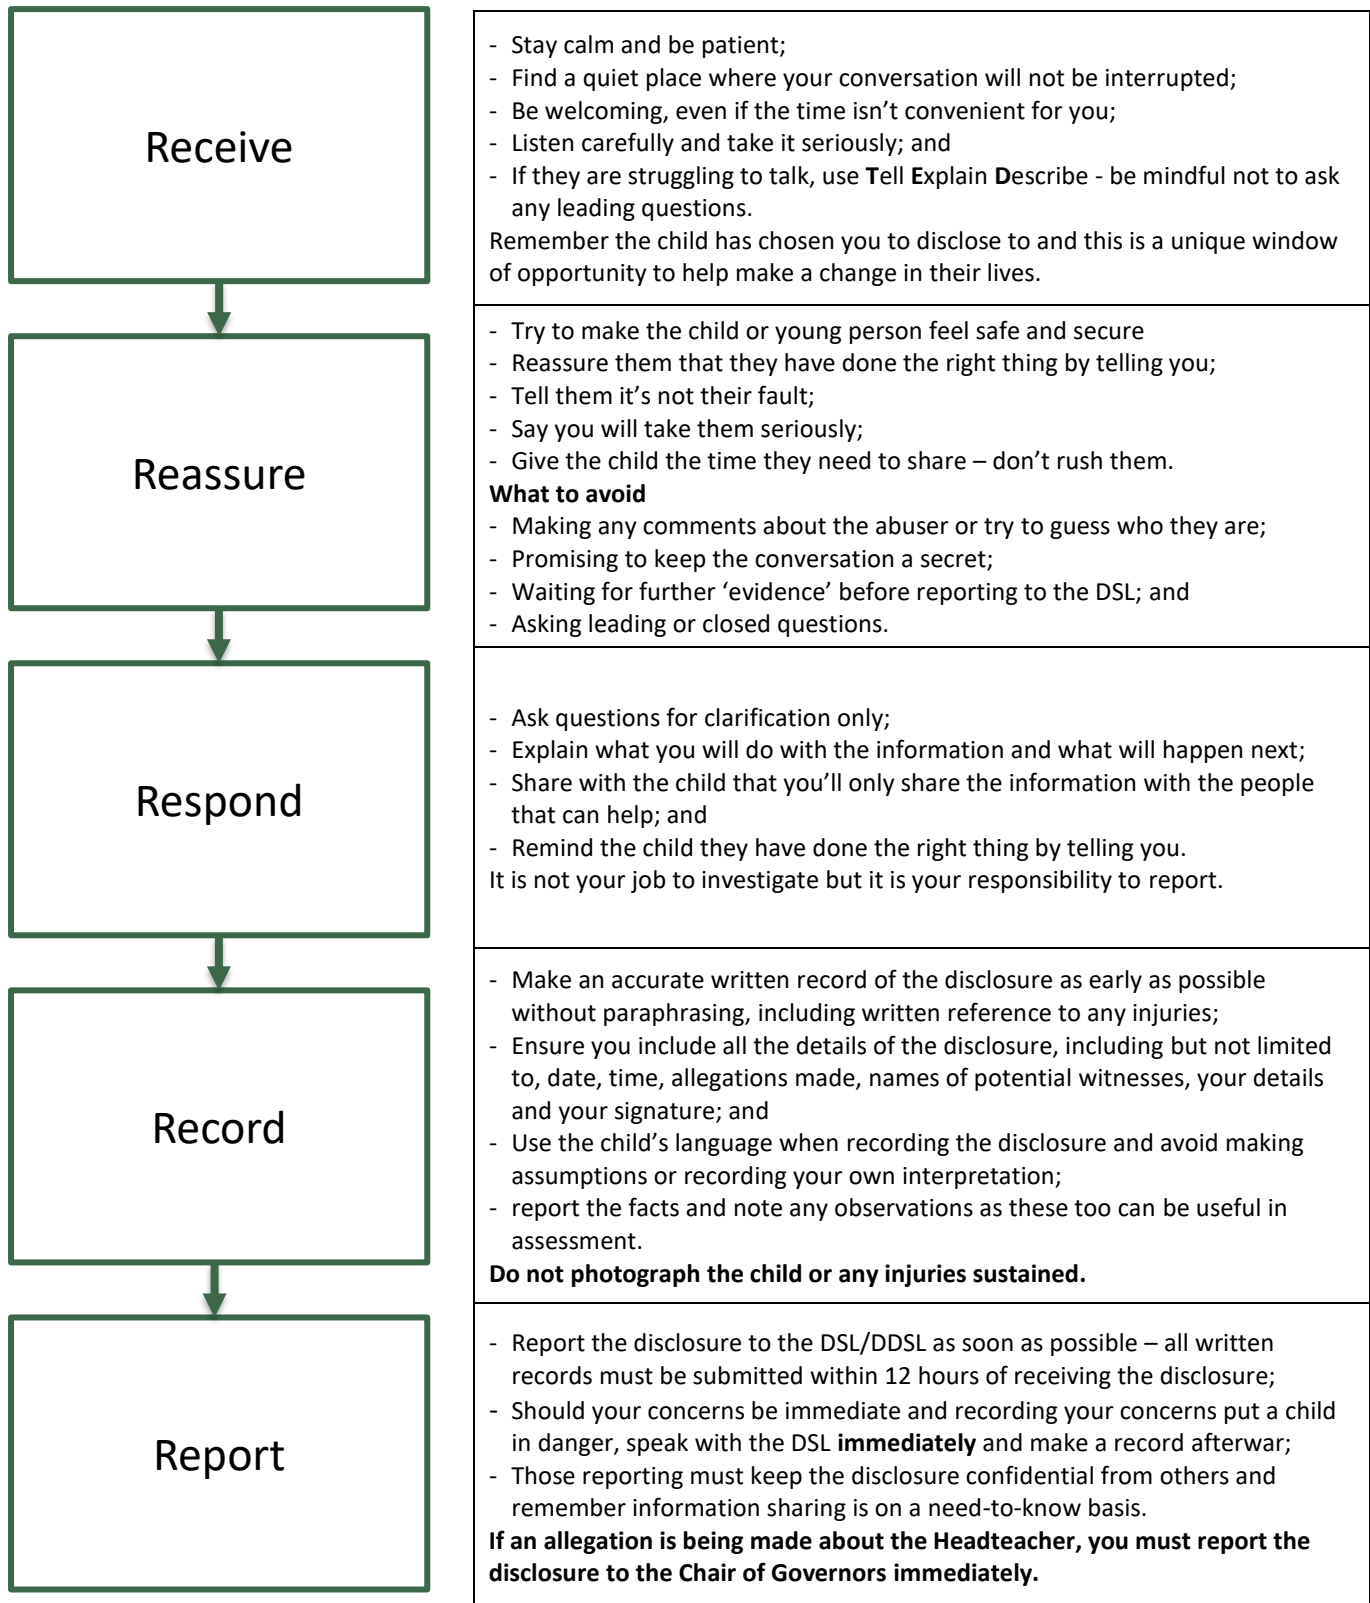 Receive
- Stay calm and be patient;
- Find a quiet place where your conversation will not be interrupted;
- Be welcoming, even if the time isn’t convenient for you;
- Listen carefully and take it seriously; and
- If they are struggling to talk, use Tell Explain Describe - be mindful not to ask
any leading questions.
Remember the child has chosen you to disclose to and this is a unique window
of opportunity to help make a change in their lives.
Reassure
- Try to make the child or young person feel safe and secure
- Reassure them that they have done the right thing by telling you;
- Tell them it’s not their fault;
- Say you will take them seriously;
- Give the child the time they need to share – don’t rush them.
What to avoid
- Making any comments about the abuser or try to guess who they are;
- Promising to keep the conversation a secret;
- Waiting for further ‘evidence’ before reporting to the DSL; and
- Asking leading or closed questions.
Respond
- Ask questions for clarification only;
- Explain what you will do with the information and what will happen next;
- Share with the child that you’ll only share the information with the people
that can help; and
- Remind the child they have done the right thing by telling you.
It is not your job to investigate but it is your responsibility to report.
Record
- Make an accurate written record of the disclosure as early as possible
without paraphrasing, including written reference to any injuries;
- Ensure you include all the details of the disclosure, including but not limited
to, date, time, allegations made, names of potential witnesses, your details
and your signature; and
- Use the child’s language when recording the disclosure and avoid making
assumptions or recording your own interpretation;
- report the facts and note any observations as these too can be useful in
assessment.
Do not photograph the child or any injuries sustained.
Report
- Report the disclosure to the DSL/DDSL as soon as possible – all written
records must be submitted within 12 hours of receiving the disclosure;
- Should your concerns be immediate and recording your concerns put a child
in danger, speak with the DSL immediately and make a record afterwar;
- Those reporting must keep the disclosure confidential from others and
remember information sharing is on a need-to-know basis.
If an allegation is being made about the Headteacher, you must report the
disclosure to the Chair of Governors immediately.